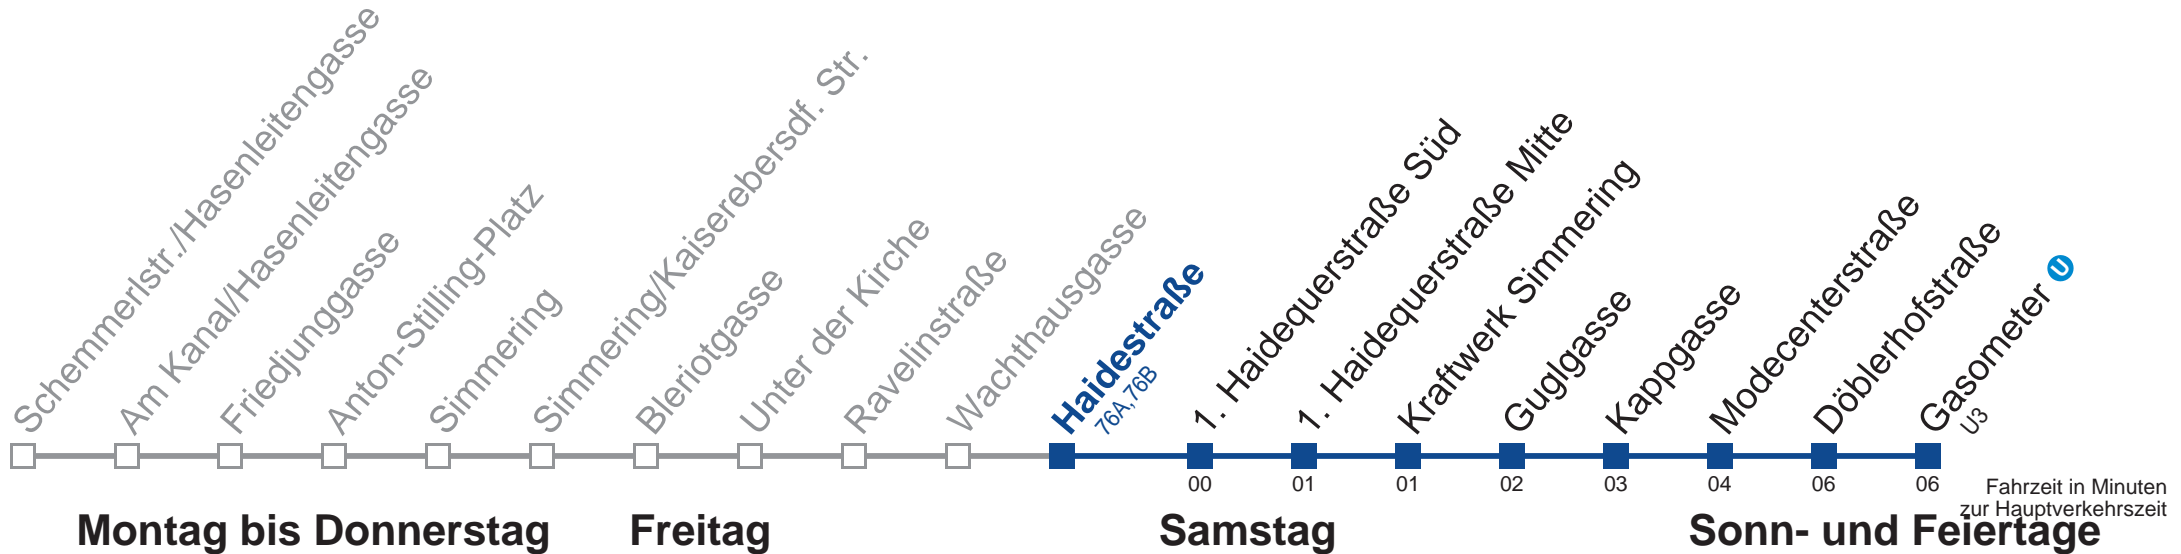 Schemmerlstr./Hasenleitengasse
Am Kanal/Hasenleitengasse
Friedjunggasse
Anton-Stilling-Platz
Simmering
Simmering/Kaiserebersdf. Str.
Bleriotgasse
Unter der Kirche
Ravelinstraße
Wachthausgasse
Haidestraße
76A,76B
1. Haidequerstraße Süd
1. Haidequerstraße Mitte
Kraftwerk Simmering
Guglgasse
Kappgasse
Modecenterstraße
Döblerhofstraße
Gasometer U
U3
00 01 01 02 03 04 06 06
Fahrzeit in Minuten
zur Hauptverkehrszeit
Montag bis Donnerstag Freitag Samstag Sonn- und Feiertage